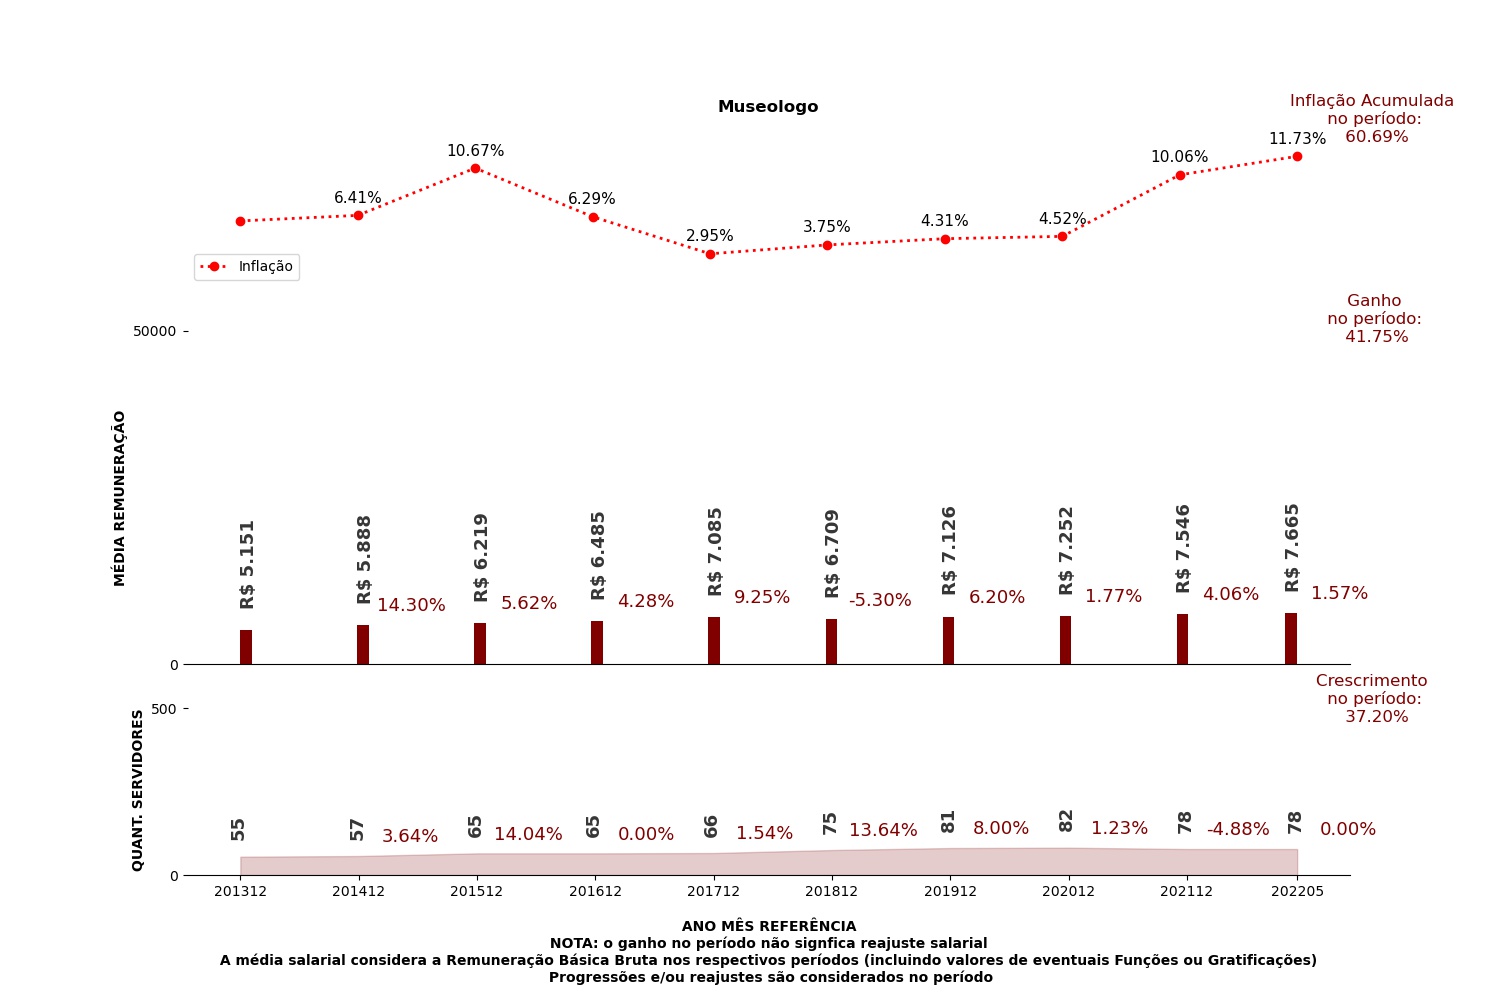 Museologo
Inflação Acumulada
no período:
60.69%
6.41%
10.67%
6.29%
2.95%
3.75%
4.31%
4.52%
10.06%
11.73%
Inflação
Ganho
no período:
41.75%
50000
0
MÉDIA REMUNERAÇÃO
R$ 5.151
R$ 5.888
R$ 6.219
R$ 6.485
R$ 7.085
R$ 6.709
R$ 7.126
R$ 7.252
R$ 7.546
R$ 7.665
14.30%
5.62%
4.28%
9.25%
-5.30%
6.20%
1.77%
4.06%
1.57%
Crescrimento
no período:
37.20%
500
0
QUANT. SERVIDORES
55
57
65
65
66
75
81
82
78
78
3.64%
14.04%
0.00%
1.54%
13.64%
8.00%
1.23%
-4.88%
0.00%
201312
201412
201512
201612
201712
201812
201912
202012
202112
202205
ANO MÊS REFERÊNCIA
NOTA: o ganho no período não signfica reajuste salarial
A média salarial considera a Remuneração Básica Bruta nos respectivos períodos (incluindo valores de eventuais Funções ou Gratificações)
Progressões e/ou reajustes são considerados no período